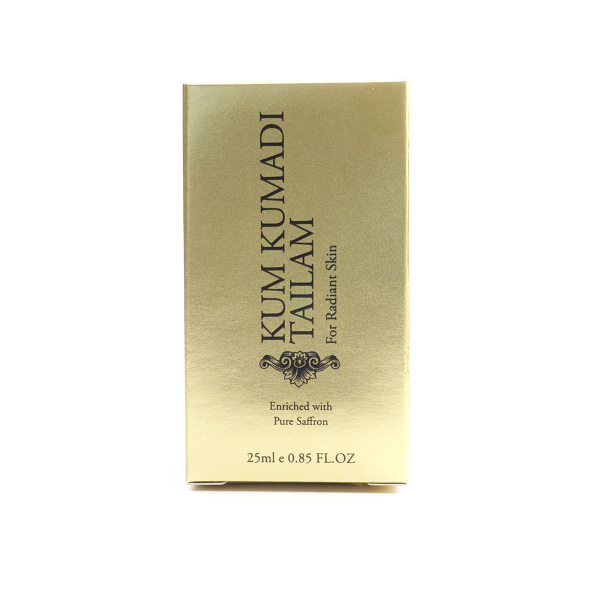 KUM KUMADI
TAILAM
For Radiant Skin
Enriched with
Pure Saffron
25ml e 0.85 FL.OZ